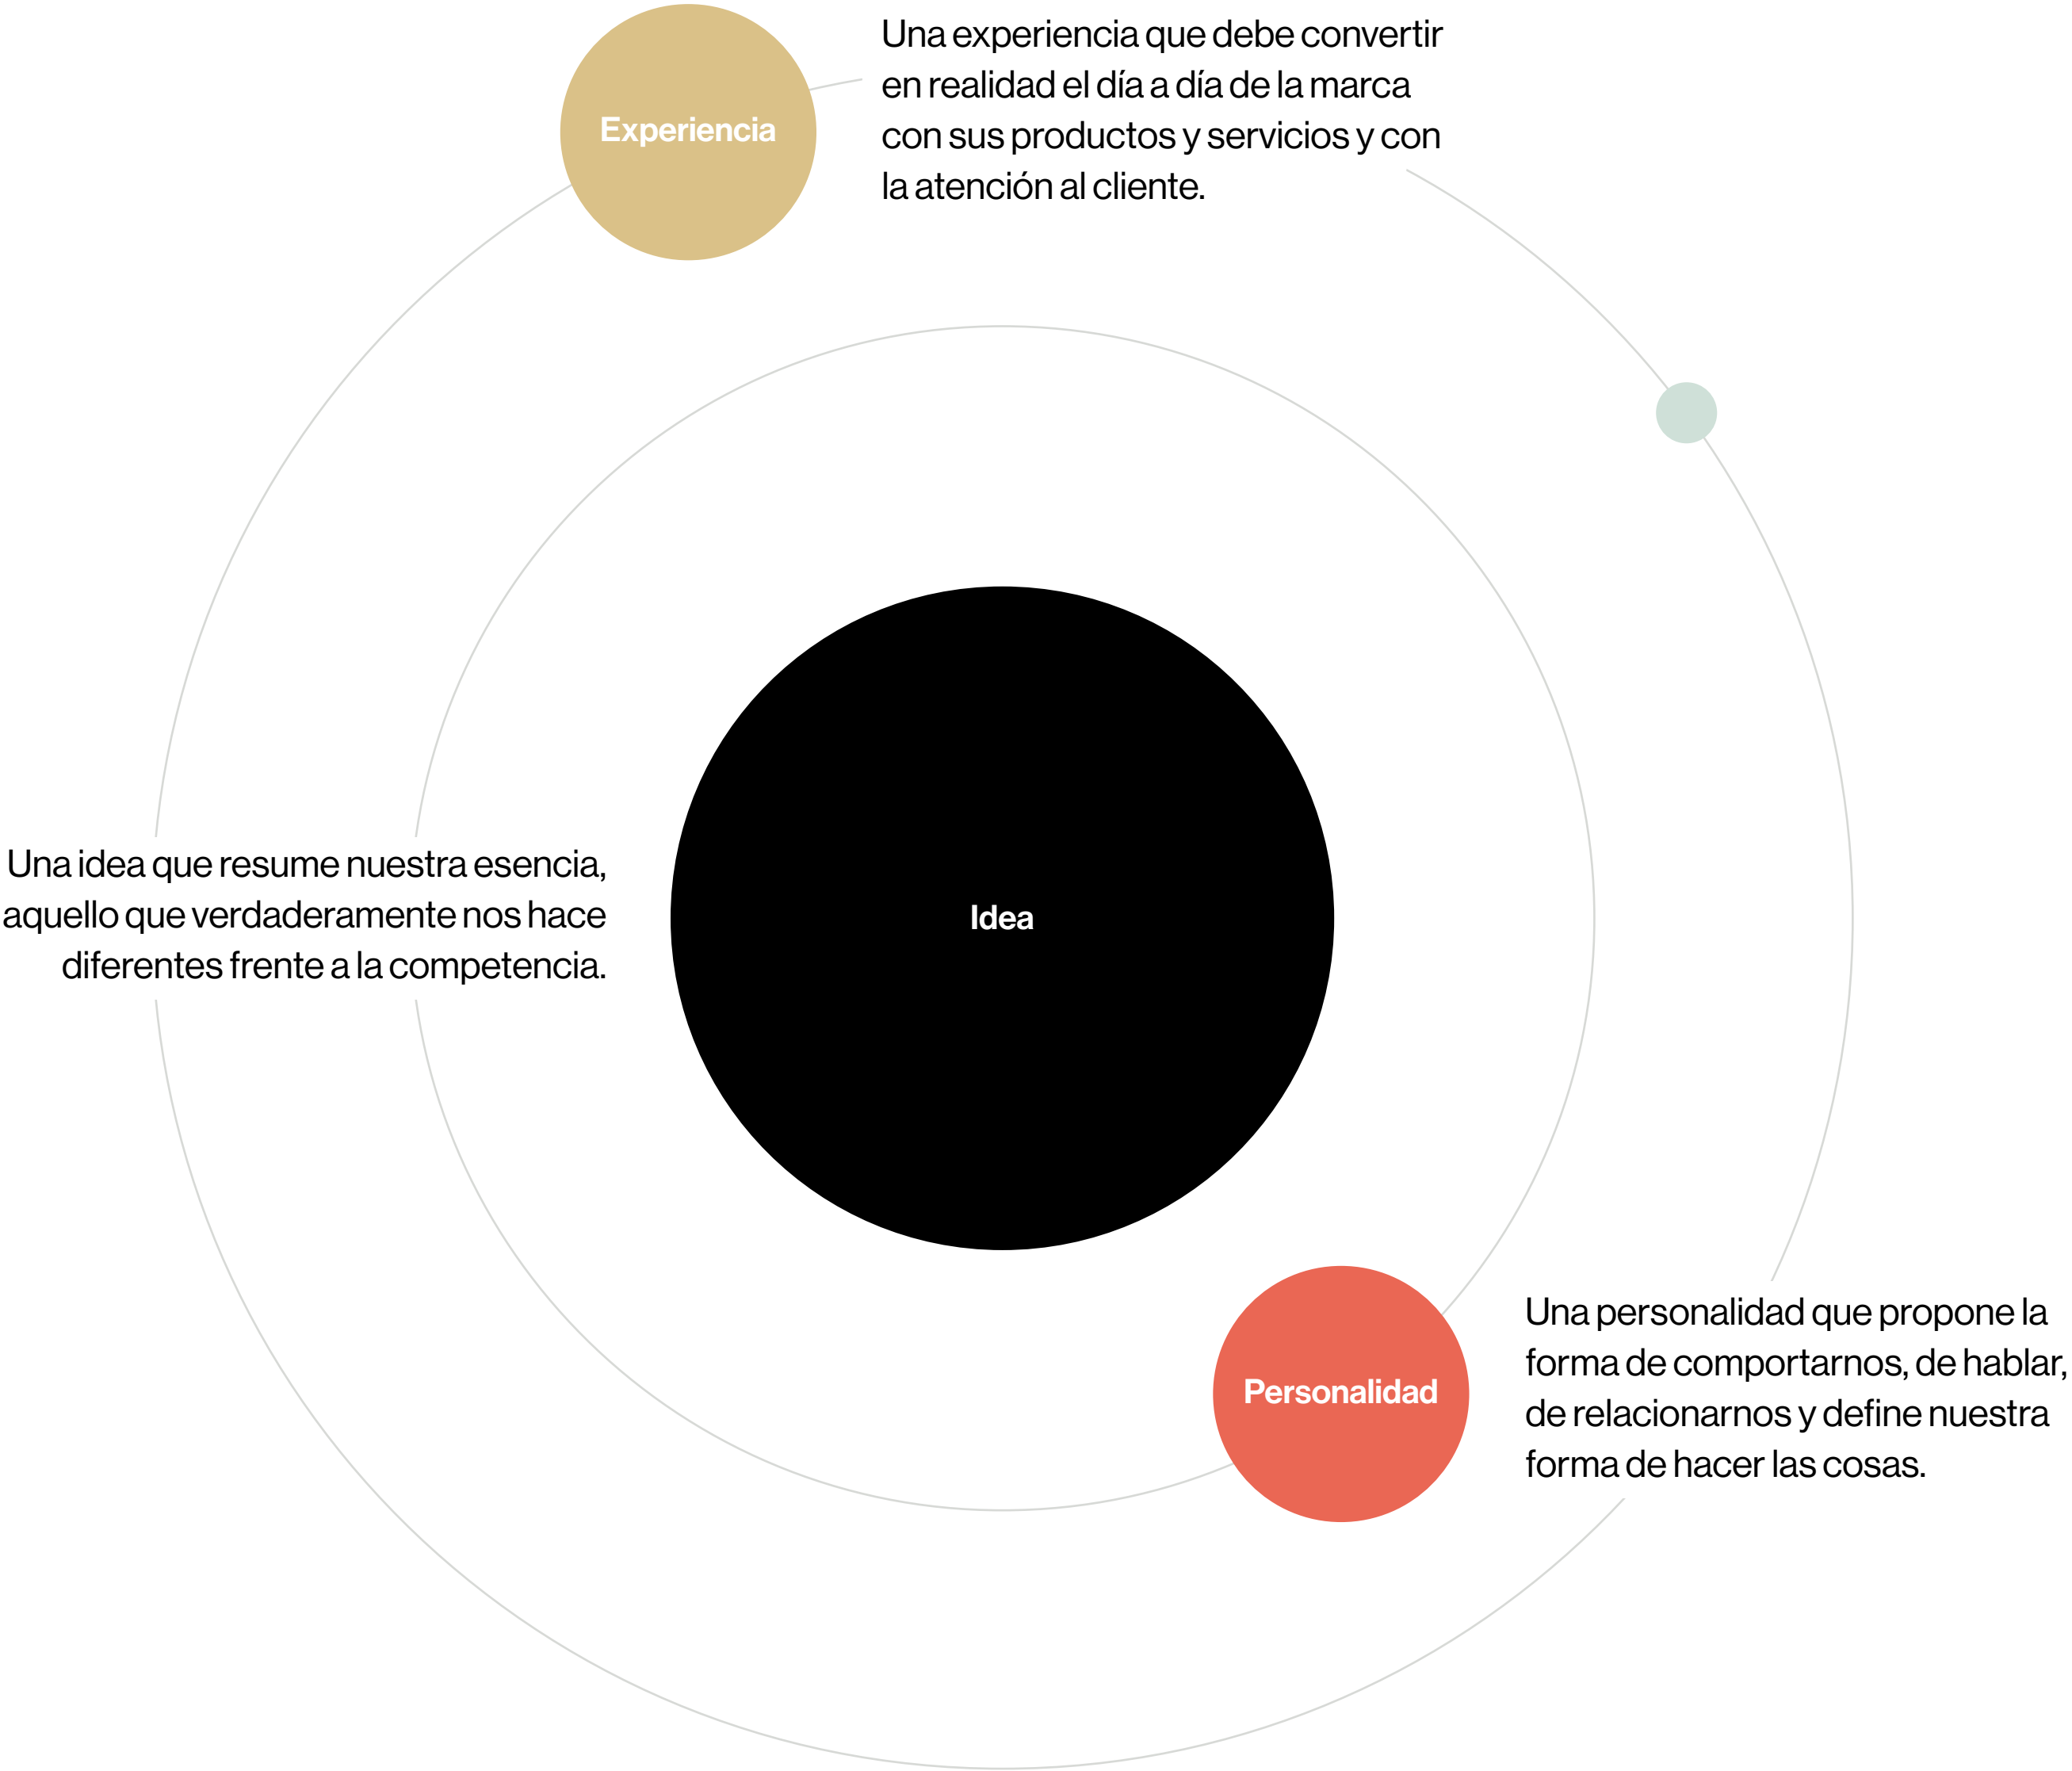 Experiencia
Una experiencia que debe convertir
en realidad el día a día de la marca
con sus productos y servicios y con
la atención al cliente.
Una idea que resume nuestra esencia,
aquello que verdaderamente nos hace
diferentes frente a la competencia.
Idea
Personalidad
Una personalidad que propone la
forma de comportarnos, de hablar,
de relacionarnos y define nuestra
forma de hacer las cosas.